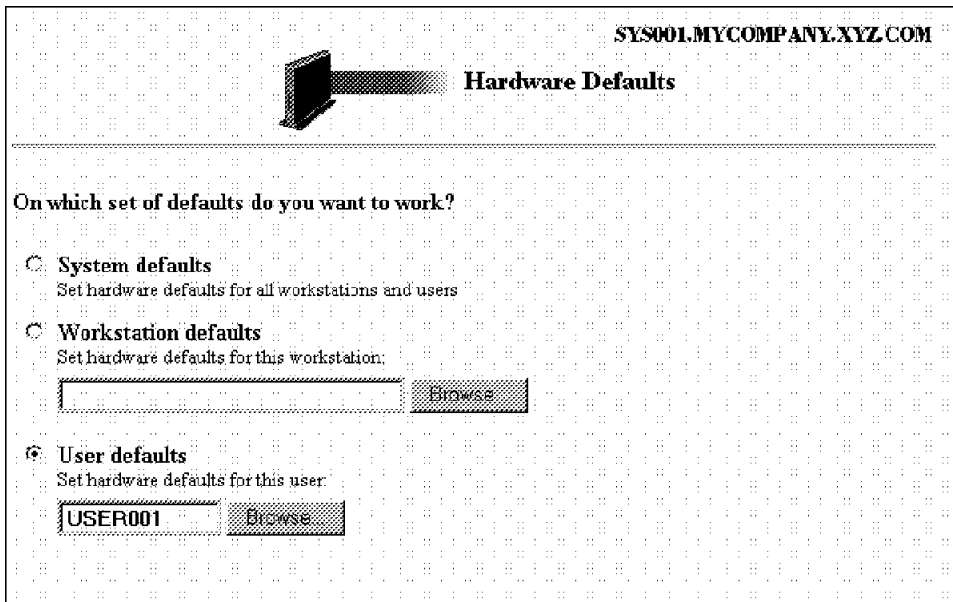 SYS001.MYCOMPANY.XYZ.COM
Hardware Defaults
On which set of defaults do you want to work?
System defaults
Set hardware defaults for all workstations and users
Workstation defaults
Set hardware defaults for this workstation:
Browse...
User defaults
Set hardware defaults for this user:
USER001 Browse...